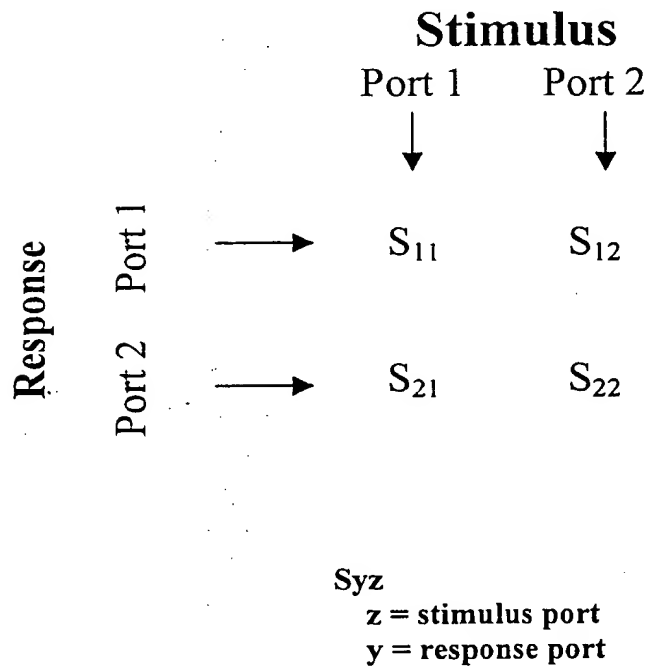 Stimulus
Port 1 Port 2
Response
Port 1
S₁₁ S₁₂
Port 2
S₂₁ S₂₂
Syz
z = stimulus port
y = response port